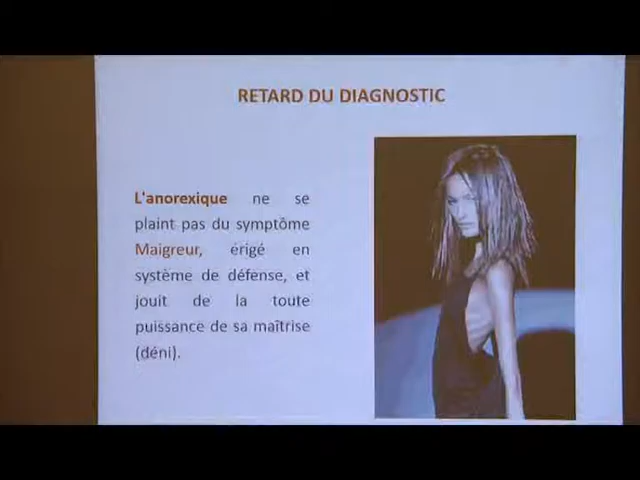 RETARD DU DIAGNOSTIC
L'anorexique ne se
plaint pas du symptôme
Maigreur, érigé en
système de défense, et
jouit de la toute
puissance de sa maîtrise
(déni).